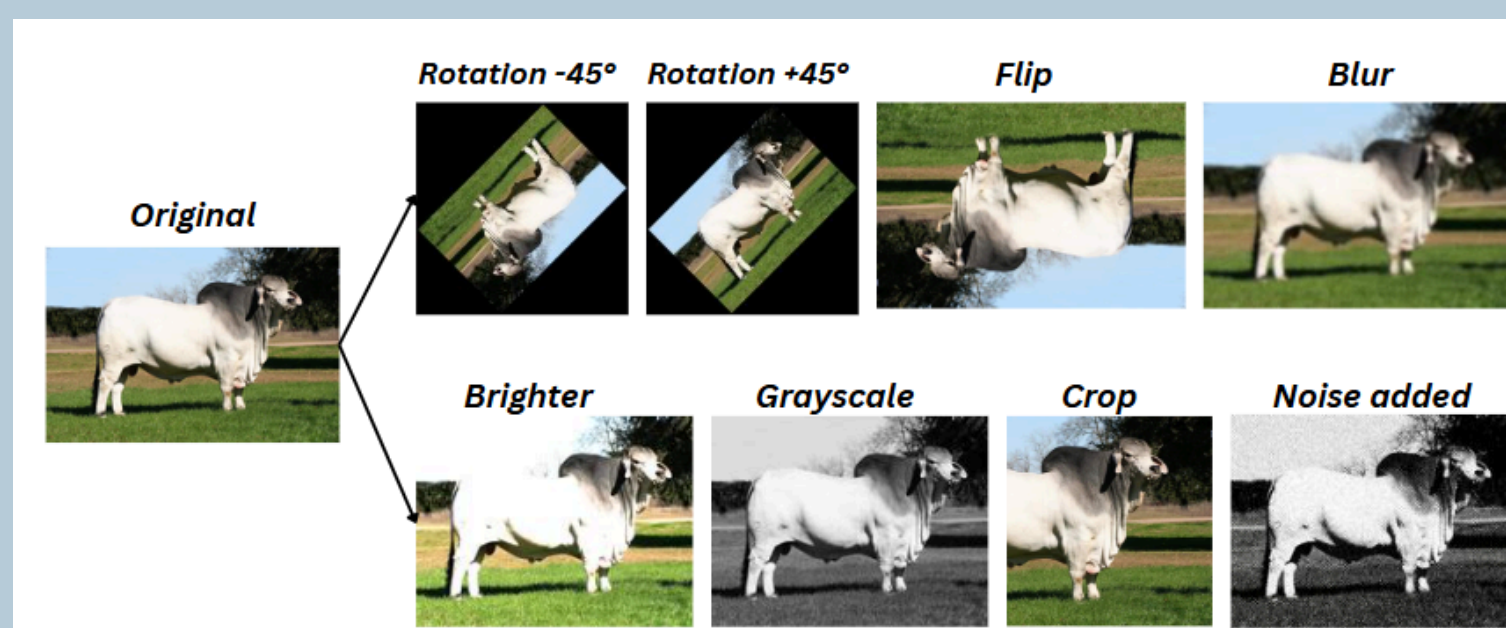 Rotation -45°
Rotation +45°
Flip
Blur
Original
Brighter
Grayscale
Crop
Noise added